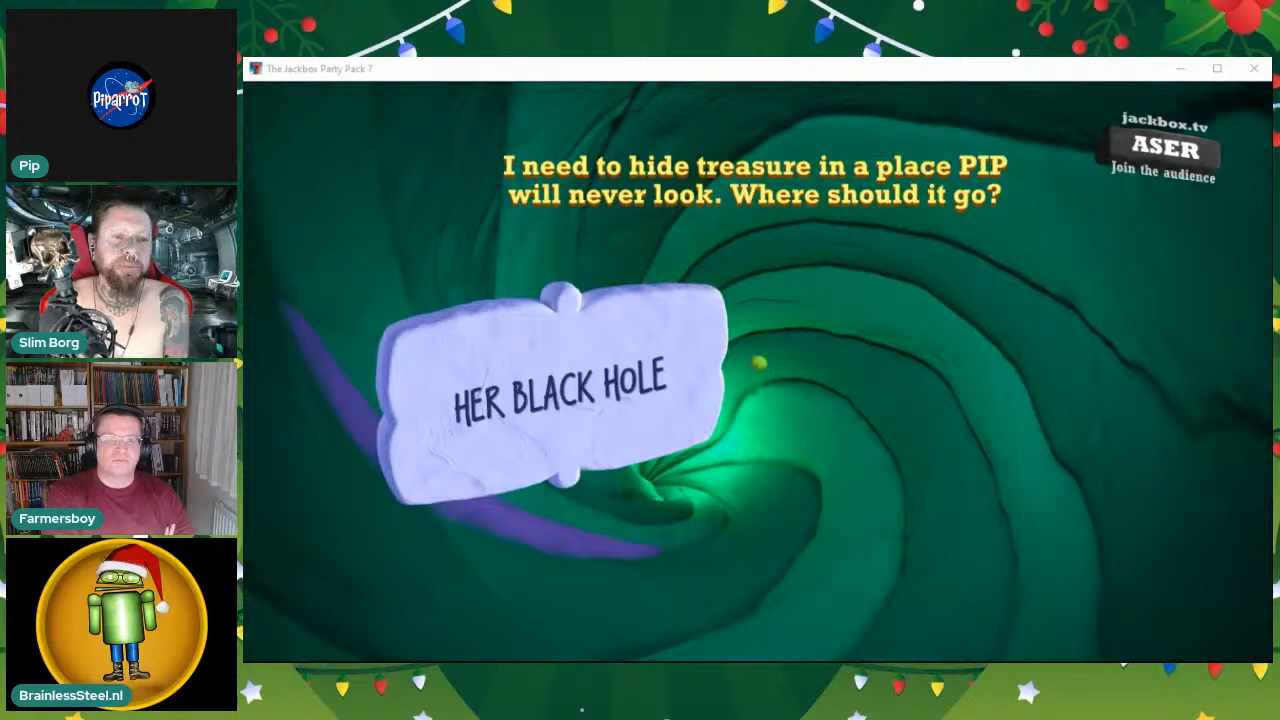 PiparroT
Pip
Slim Borg
Farmersboy
BrainlessSteel.nl
The Jackbox Party Pack 7
jackbox.tv
ASER
Join the audience
I need to hide treasure in a place PIP
will never look. Where should it go?
HER BLACK HOLE